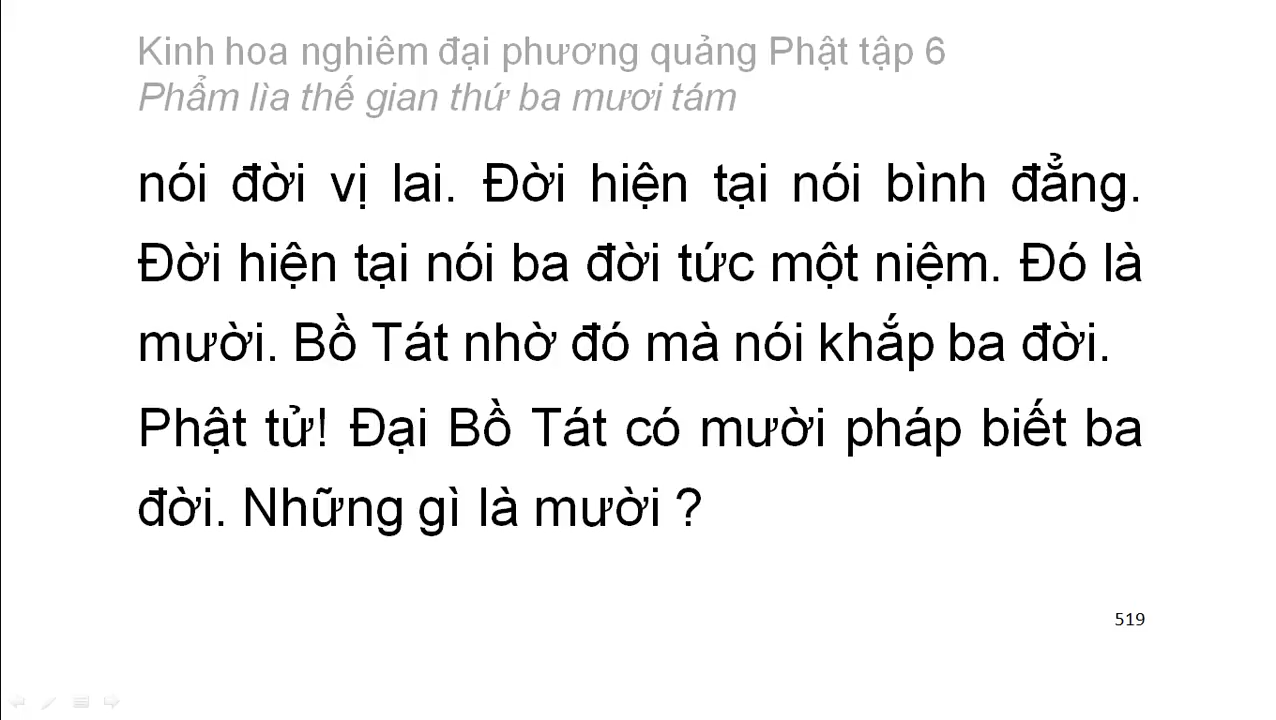 Kinh hoa nghiêm đại phương quảng Phật tập 6
Phẩm lìa thế gian thứ ba mươi tám
nói đời vị lai. Đời hiện tại nói bình đẳng.
Đời hiện tại nói ba đời tức một niệm. Đó là
mười. Bồ Tát nhờ đó mà nói khắp ba đời.
Phật tử! Đại Bồ Tát có mười pháp biết ba
đời. Những gì là mười ?
519